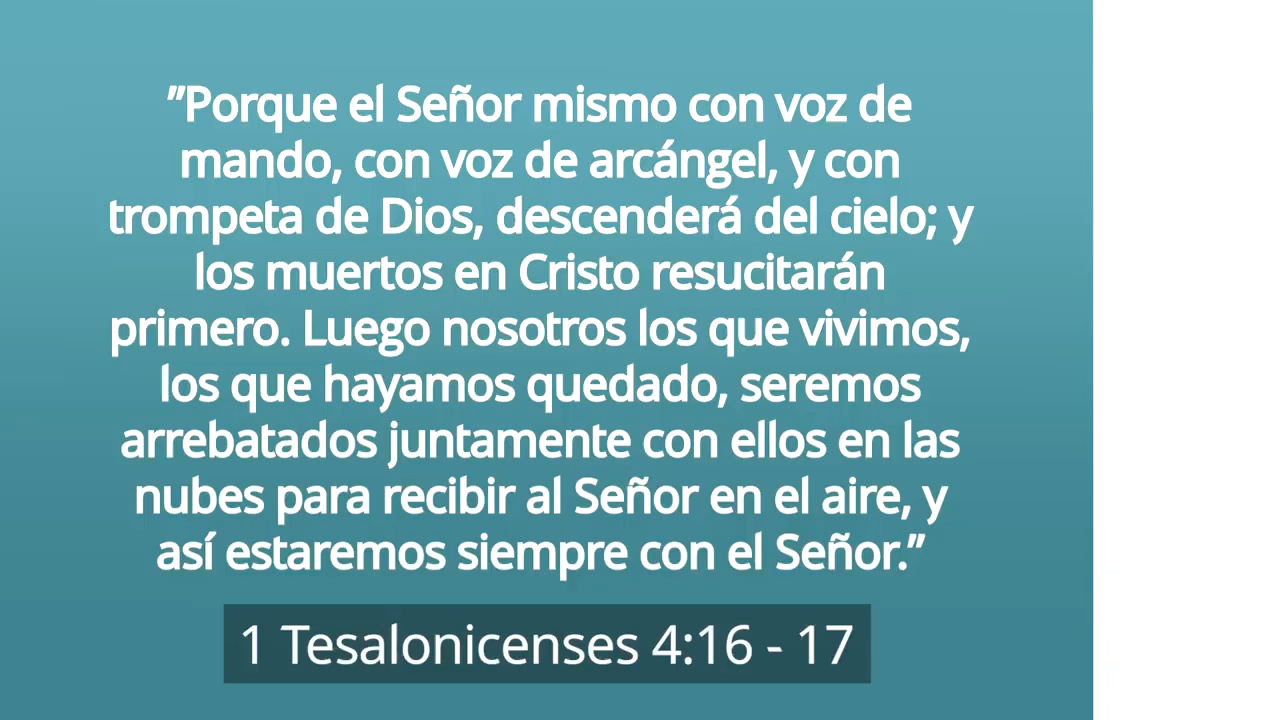 "Porque el Señor mismo con voz de
mando, con voz de arcángel, y con
trompeta de Dios, descenderá del cielo; y
los muertos en Cristo resucitarán
primero. Luego nosotros los que vivimos,
los que hayamos quedado, seremos
arrebatados juntamente con ellos en las
nubes para recibir al Señor en el aire, y
así estaremos siempre con el Señor."
1 Tesalonicenses 4:16 - 17